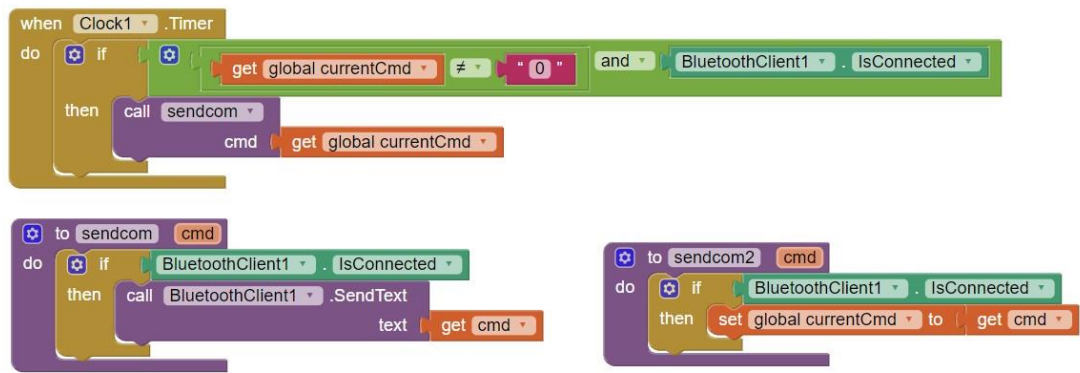 when Clock1 .Timer
do if get global currentCmd ≠ " 0 " and BluetoothClient1 . IsConnected
then call sendcom
cmd get global currentCmd
to sendcom cmd
do if BluetoothClient1 . IsConnected
then call BluetoothClient1 .SendText
text get cmd
to sendcom2 cmd
do if BluetoothClient1 . IsConnected
then set global currentCmd to get cmd